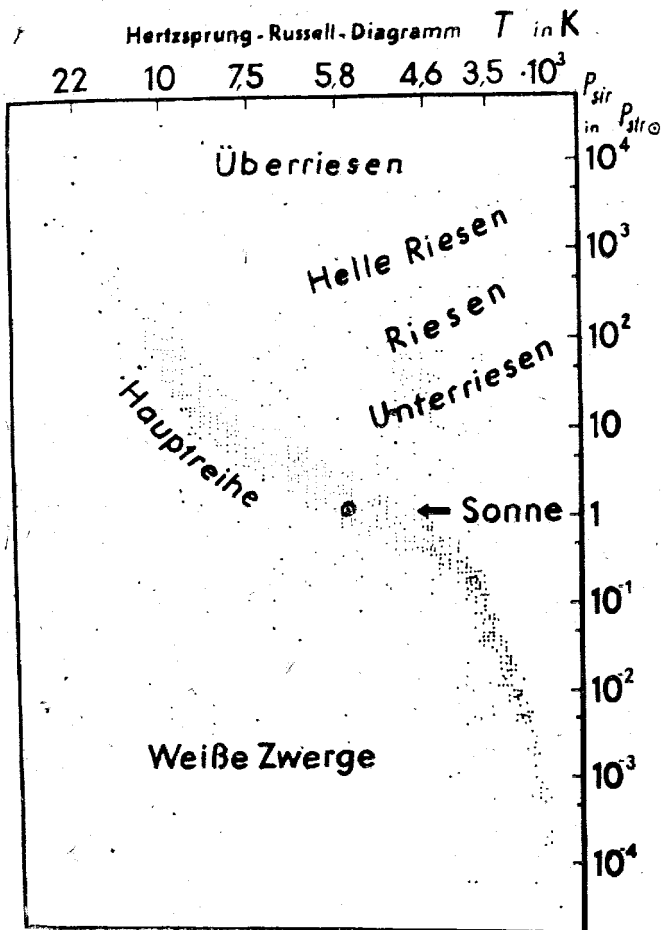 Hertzsprung-Russell-Diagramm T in K
22 10 7,5 5,8 4,6 3,5 ·10³
P str
in P str☉
Überriesen
10⁴
Helle Riesen
10³
Riesen
10²
Unterriesen
Hauptreihe
10
← Sonne
1
10⁻¹
10⁻²
Weiße Zwerge
10⁻³
10⁻⁴